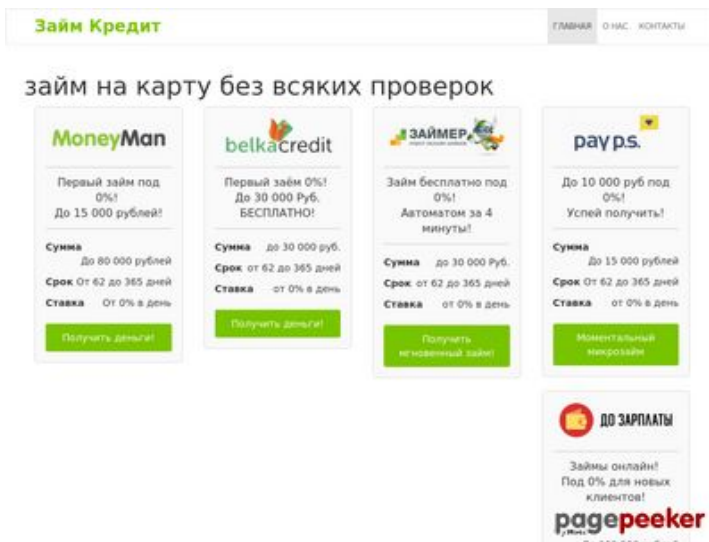 Займ Кредит
ГЛАВНАЯ О НАС КОНТАКТЫ
займ на карту без всяких проверок
MoneyMan
Первый займ под
0%!
До 15 000 рублей!
Сумма
До 80 000 рублей
Срок От 62 до 365 дней
Ставка От 0% в день
Получить деньги!
belkacredit
Первый заём 0%!
До 30 000 Руб.
БЕСПЛАТНО!
Сумма до 30 000 руб.
Срок от 62 до 365 дней
Ставка от 0% в день
Получить деньги!
ЗАЙМЕР
Займ бесплатно под
0%!
Автоматом за 4
минуты!
Сумма до 30 000 Руб.
Срок от 62 до 365 дней
Ставка от 0% в день
Получить
мгновенный займ!
pay p.s.
До 10 000 руб под
0%!
Успей получить!
Сумма
До 15 000 рублей
Срок От 62 до 365 дней
Ставка от 0% в день
Моментальный
микрозайм
ДО ЗАРПЛАТЫ
Займы онлайн!
Под 0% для новых
клиентов!
pagepeeker